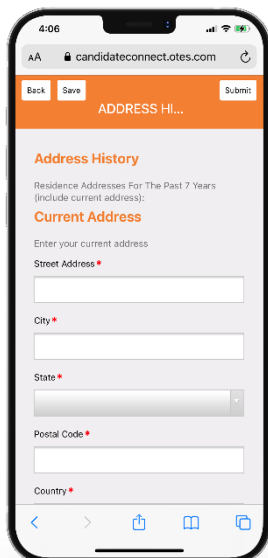 4:06
AA candidateconnect.otes.com
Back Save Submit
ADDRESS HI...
Address History
Residence Addresses For The Past 7 Years
(include current address):
Current Address
Enter your current address
Street Address *
City *
State *
Postal Code *
Country *